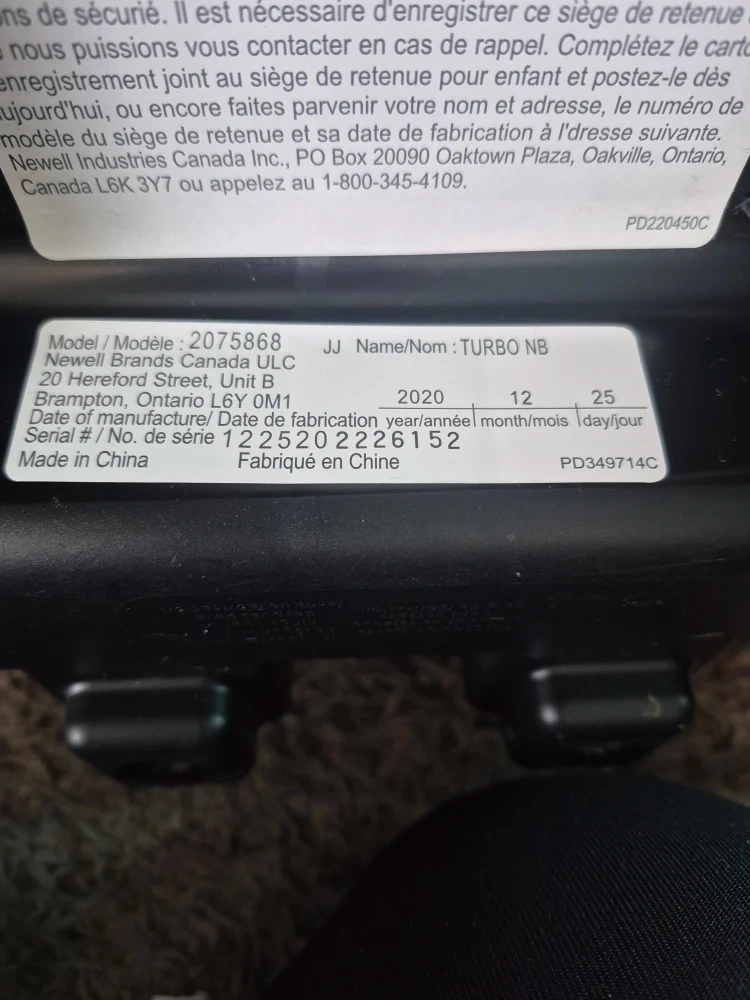 ns de sécurié. Il est nécessaire d'enregistrer ce siège de retenue
nous puissions vous contacter en cas de rappel. Complétez le carto
enregistrement joint au siège de retenue pour enfant et postez-le dès
ujourd'hui, ou encore faites parvenir votre nom et adresse, le numéro de
modèle du siège de retenue et sa date de fabrication à l'dresse suivante.
Newell Industries Canada Inc., PO Box 20090 Oaktown Plaza, Oakville, Ontario,
Canada L6K 3Y7 ou appelez au 1-800-345-4109.
PD220450C
Model / Modèle : 2075868 JJ Name/Nom : TURBO NB
Newell Brands Canada ULC
20 Hereford Street, Unit B
Brampton, Ontario L6Y 0M1 2020 12 25
Date of manufacture/ Date de fabrication year/année month/mois day/jour
Serial # / No. de série 1225202226152
Made in China Fabriqué en Chine PD349714C